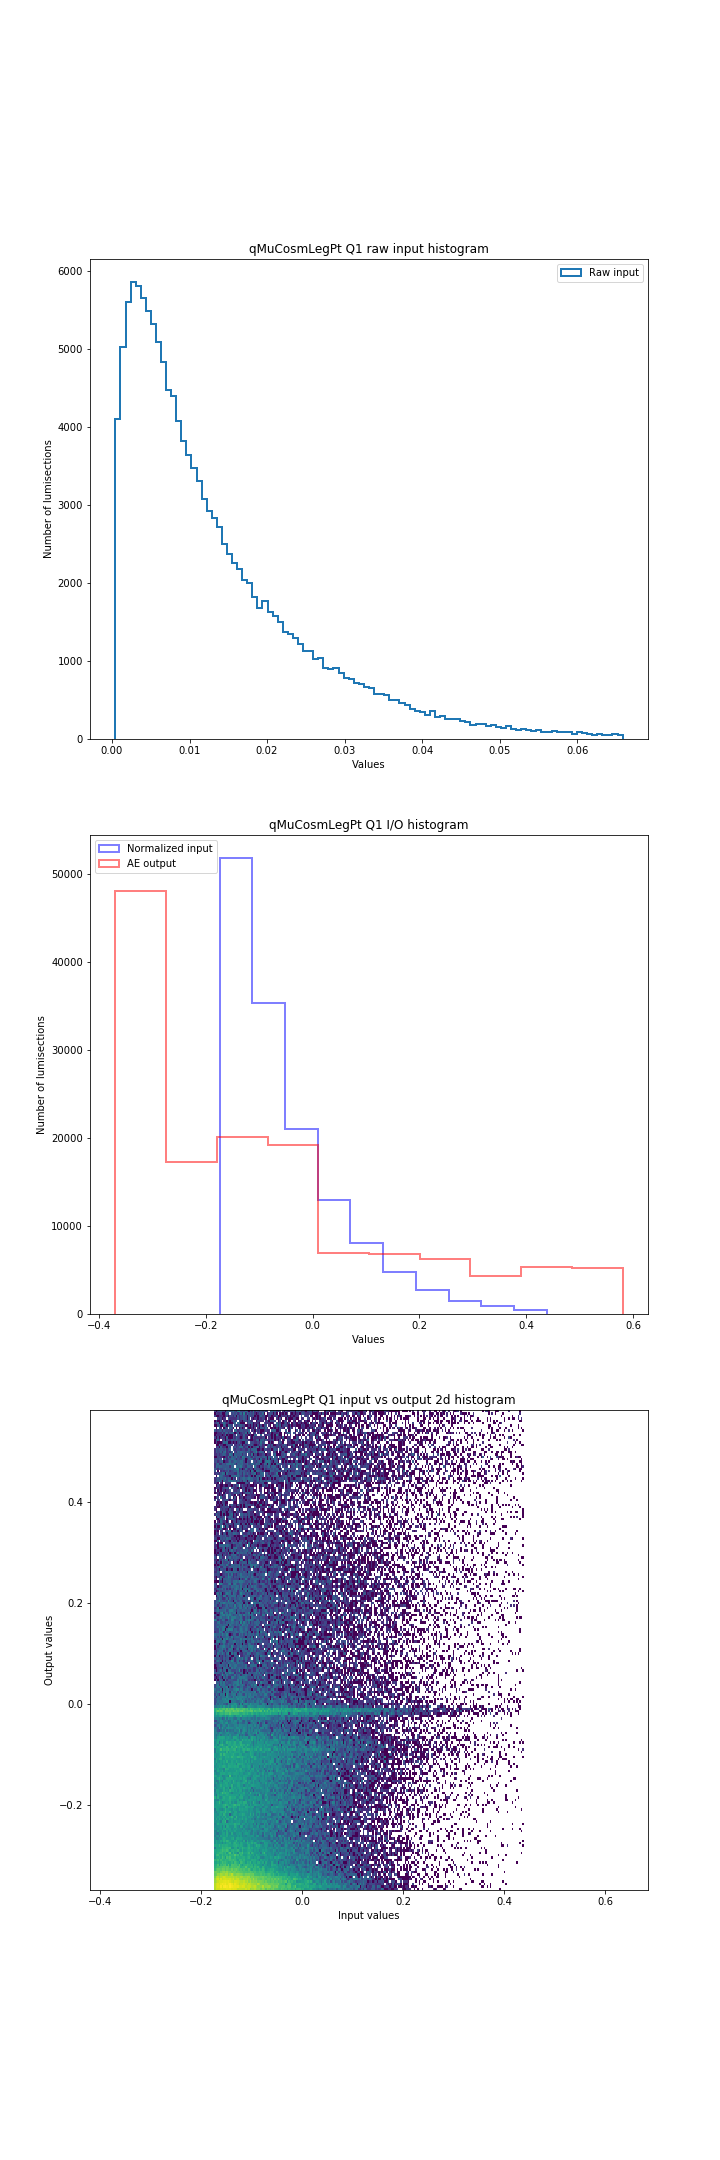 qMuCosmLegPt Q1 raw input histogram
Raw input
6000
5000
4000
3000
2000
1000
0
Number of lumisections
0.00 0.01 0.02 0.03 0.04 0.05 0.06
Values
qMuCosmLegPt Q1 I/O histogram
Normalized input
AE output
50000
40000
30000
20000
10000
0
Number of lumisections
−0.4 −0.2 0.0 0.2 0.4 0.6
Values
qMuCosmLegPt Q1 input vs output 2d histogram
0.4
0.2
0.0
−0.2
Output values
−0.4 −0.2 0.0 0.2 0.4 0.6
Input values